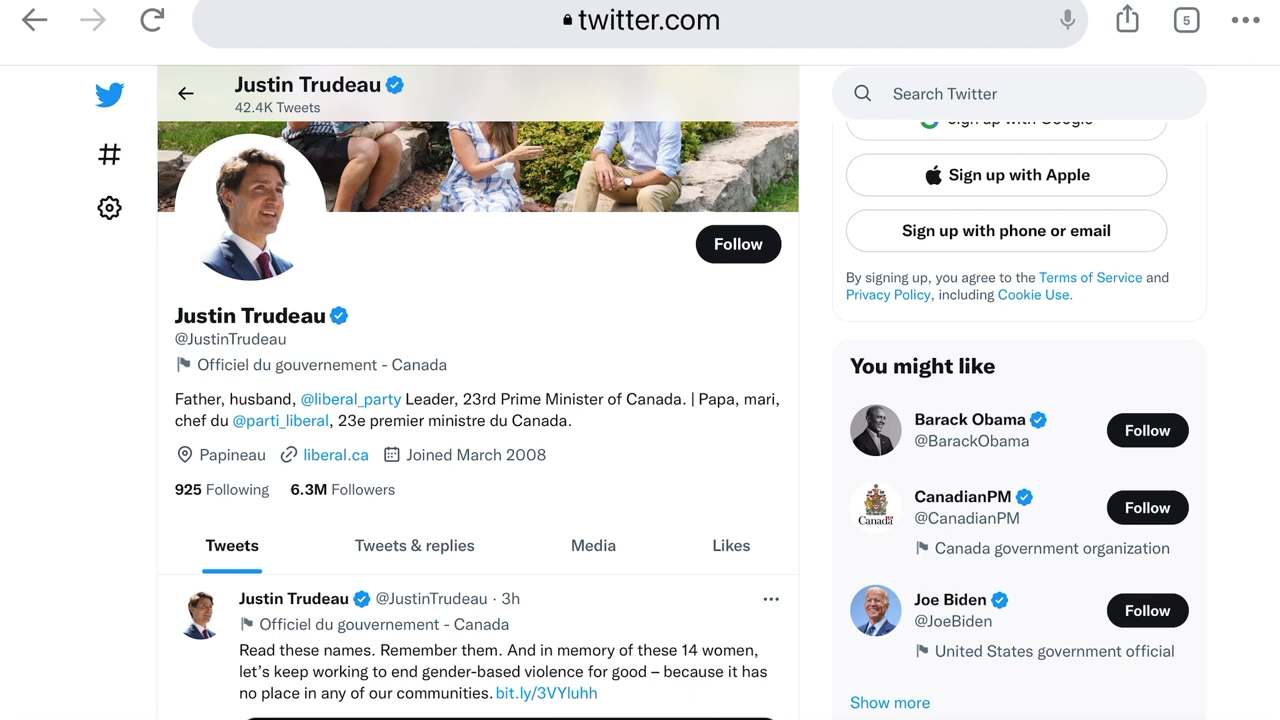 twitter.com
5
Justin Trudeau
42.4K Tweets
Follow
Justin Trudeau
@JustinTrudeau
Officiel du gouvernement - Canada
Father, husband, @liberal_party Leader, 23rd Prime Minister of Canada. | Papa, mari,
chef du @parti_liberal, 23e premier ministre du Canada.
Papineau liberal.ca Joined March 2008
925 Following 6.3M Followers
Tweets Tweets & replies Media Likes
Justin Trudeau @JustinTrudeau · 3h
Officiel du gouvernement - Canada
Read these names. Remember them. And in memory of these 14 women,
let’s keep working to end gender-based violence for good – because it has
no place in any of our communities. bit.ly/3VYluhh
Search Twitter
Sign up with Google
Sign up with Apple
Sign up with phone or email
By signing up, you agree to the Terms of Service and
Privacy Policy, including Cookie Use.
You might like
Barack Obama
@BarackObama
Follow
Canada
CanadianPM
@CanadianPM
Follow
Canada government organization
Joe Biden
@JoeBiden
Follow
United States government official
Show more